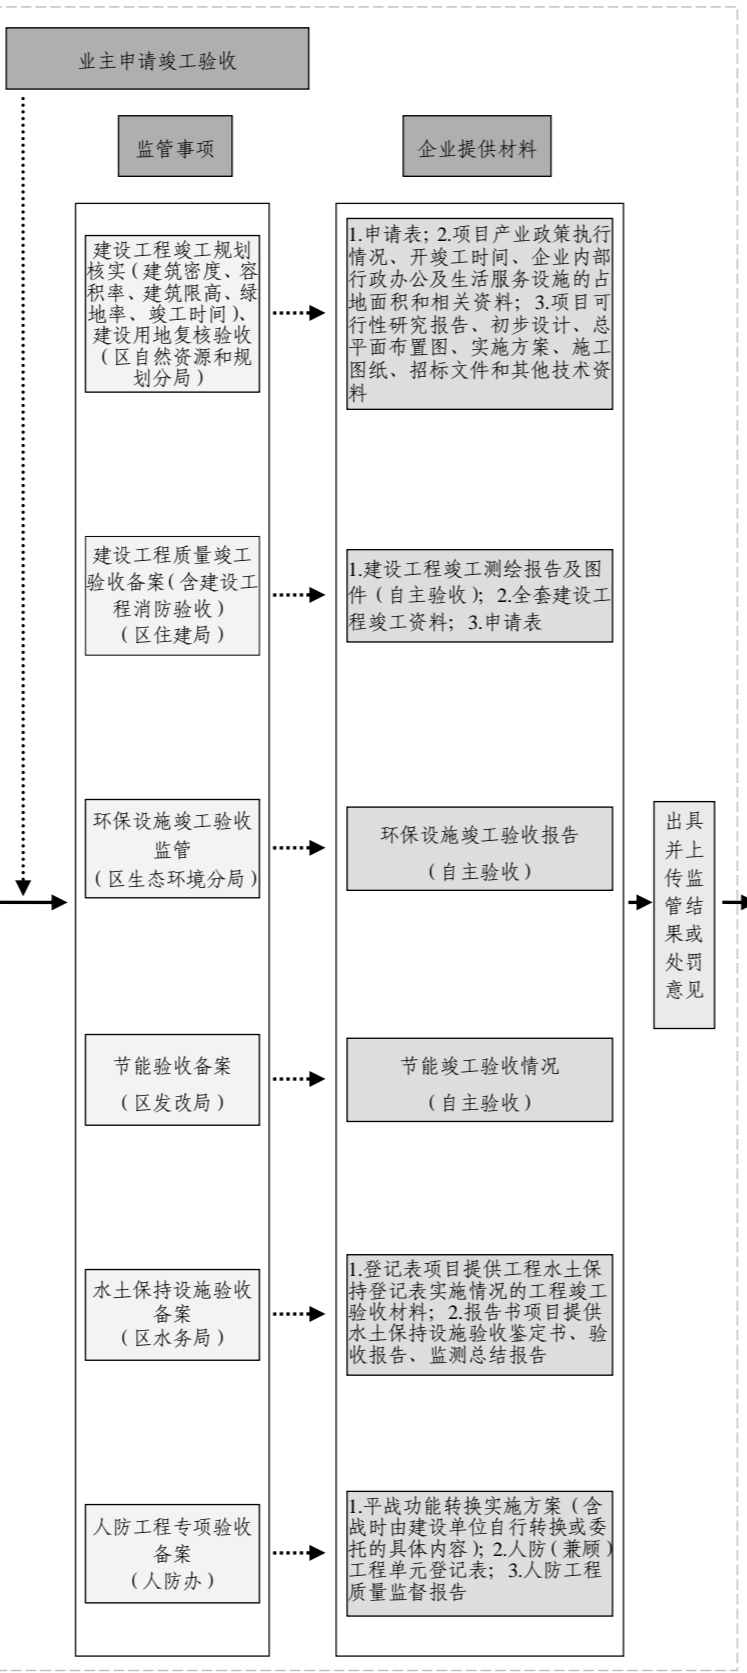 业主申请竣工验收
监管事项
企业提供材料
建设工程竣工规划
核实(建筑密度、容
积率、建筑限高、绿
地率、竣工时间)、
建设用地复核验收
(区自然资源和规
划分局)
1.申请表; 2.项目产业政策执行
情况、开竣工时间、企业内部
行政办公及生活服务设施的占
地面积和相关资料; 3.项目可
行性研究报告、初步设计、总
平面布置图、实施方案、施工
图纸、招标文件和其他技术资
料
建设工程质量竣工
验收备案(含建设工
程消防验收)
(区住建局)
1.建设工程竣工测绘报告及图
件(自主验收); 2.全套建设工
程竣工资料; 3.申请表
环保设施竣工验收
监管
(区生态环境分局)
环保设施竣工验收报告
(自主验收)
节能验收备案
(区发改局)
节能竣工验收情况
(自主验收)
水土保持设施验收
备案
(区水务局)
1.登记表项目提供工程水土保
持登记表实施情况的工程竣工
验收材料; 2.报告书项目提供
水土保持设施验收鉴定书、验
收报告、监测总结报告
人防工程专项验收
备案
(人防办)
1.平战功能转换实施方案(含
战时由建设单位自行转换或委
托的具体内容); 2.人防(兼顾)
工程单元登记表; 3.人防工程
质量监督报告
出具
并上
传监
管结
果或
处罚
意见